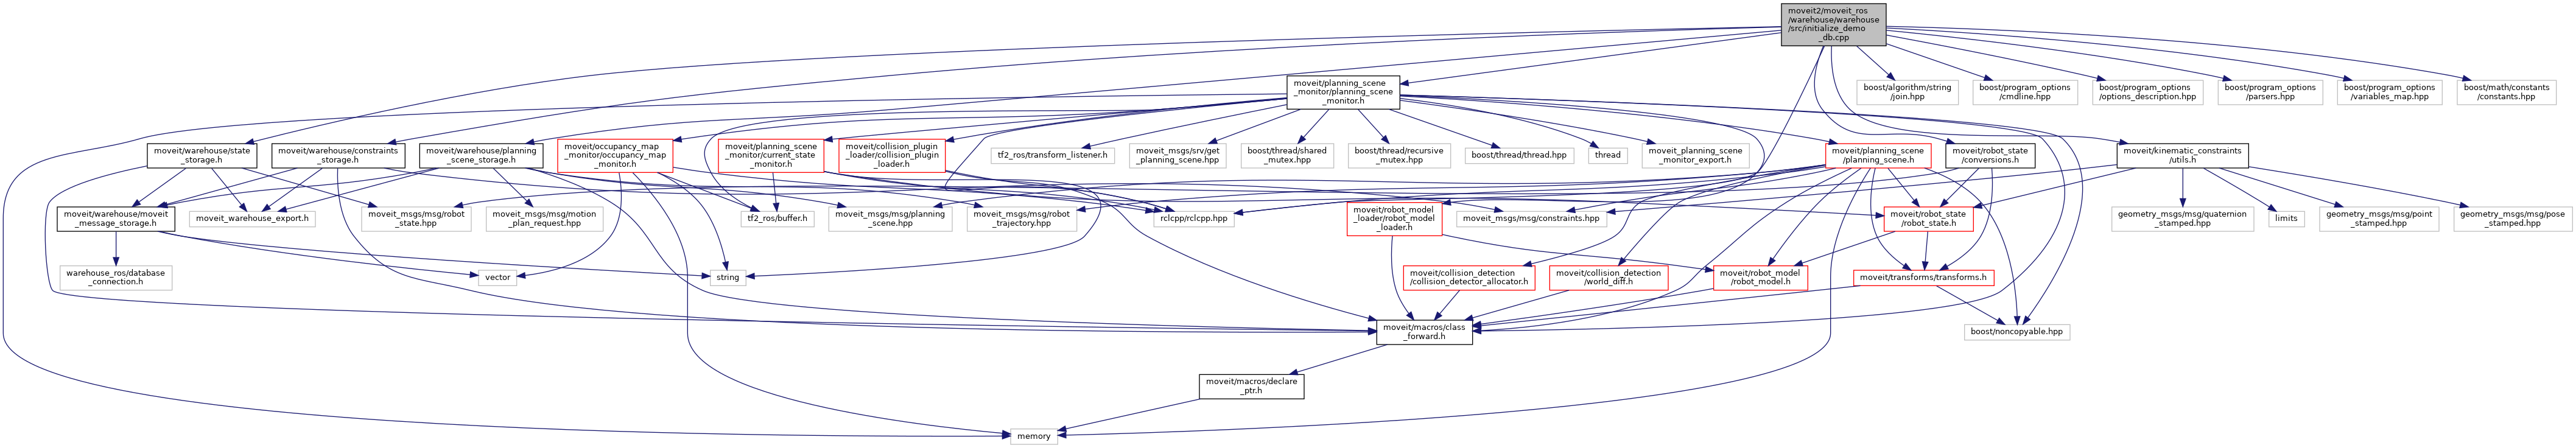 moveit2/moveit_ros
/warehouse/warehouse
/src/initialize_demo
_db.cpp
moveit/planning_scene
_monitor/planning_scene
_monitor.h
boost/algorithm/string
/join.hpp
boost/program_options
/cmdline.hpp
boost/program_options
/options_description.hpp
boost/program_options
/parsers.hpp
boost/program_options
/variables_map.hpp
boost/math/constants
/constants.hpp
moveit/warehouse/state
_storage.h
moveit/warehouse/constraints
_storage.h
moveit/warehouse/planning
_scene_storage.h
moveit/occupancy_map
_monitor/occupancy_map
_monitor.h
moveit/planning_scene
_monitor/current_state
_monitor.h
moveit/collision_plugin
_loader/collision_plugin
_loader.h
tf2_ros/transform_listener.h
moveit_msgs/srv/get
_planning_scene.hpp
boost/thread/shared
_mutex.hpp
boost/thread/recursive
_mutex.hpp
boost/thread/thread.hpp
thread
moveit_planning_scene
_monitor_export.h
moveit/planning_scene
/planning_scene.h
moveit/robot_state
/conversions.h
moveit/kinematic_constraints
/utils.h
moveit/warehouse/moveit
_message_storage.h
moveit_warehouse_export.h
moveit_msgs/msg/robot
_state.hpp
moveit_msgs/msg/motion
_plan_request.hpp
tf2_ros/buffer.h
moveit_msgs/msg/planning
_scene.hpp
moveit_msgs/msg/robot
_trajectory.hpp
rclcpp/rclcpp.hpp
moveit/robot_model
_loader/robot_model
_loader.h
moveit_msgs/msg/constraints.hpp
moveit/robot_state
/robot_state.h
geometry_msgs/msg/quaternion
_stamped.hpp
limits
geometry_msgs/msg/point
_stamped.hpp
geometry_msgs/msg/pose
_stamped.hpp
warehouse_ros/database
_connection.h
vector
string
moveit/collision_detection
/collision_detector_allocator.h
moveit/collision_detection
/world_diff.h
moveit/robot_model
/robot_model.h
moveit/transforms/transforms.h
moveit/macros/class
_forward.h
boost/noncopyable.hpp
moveit/macros/declare
_ptr.h
memory